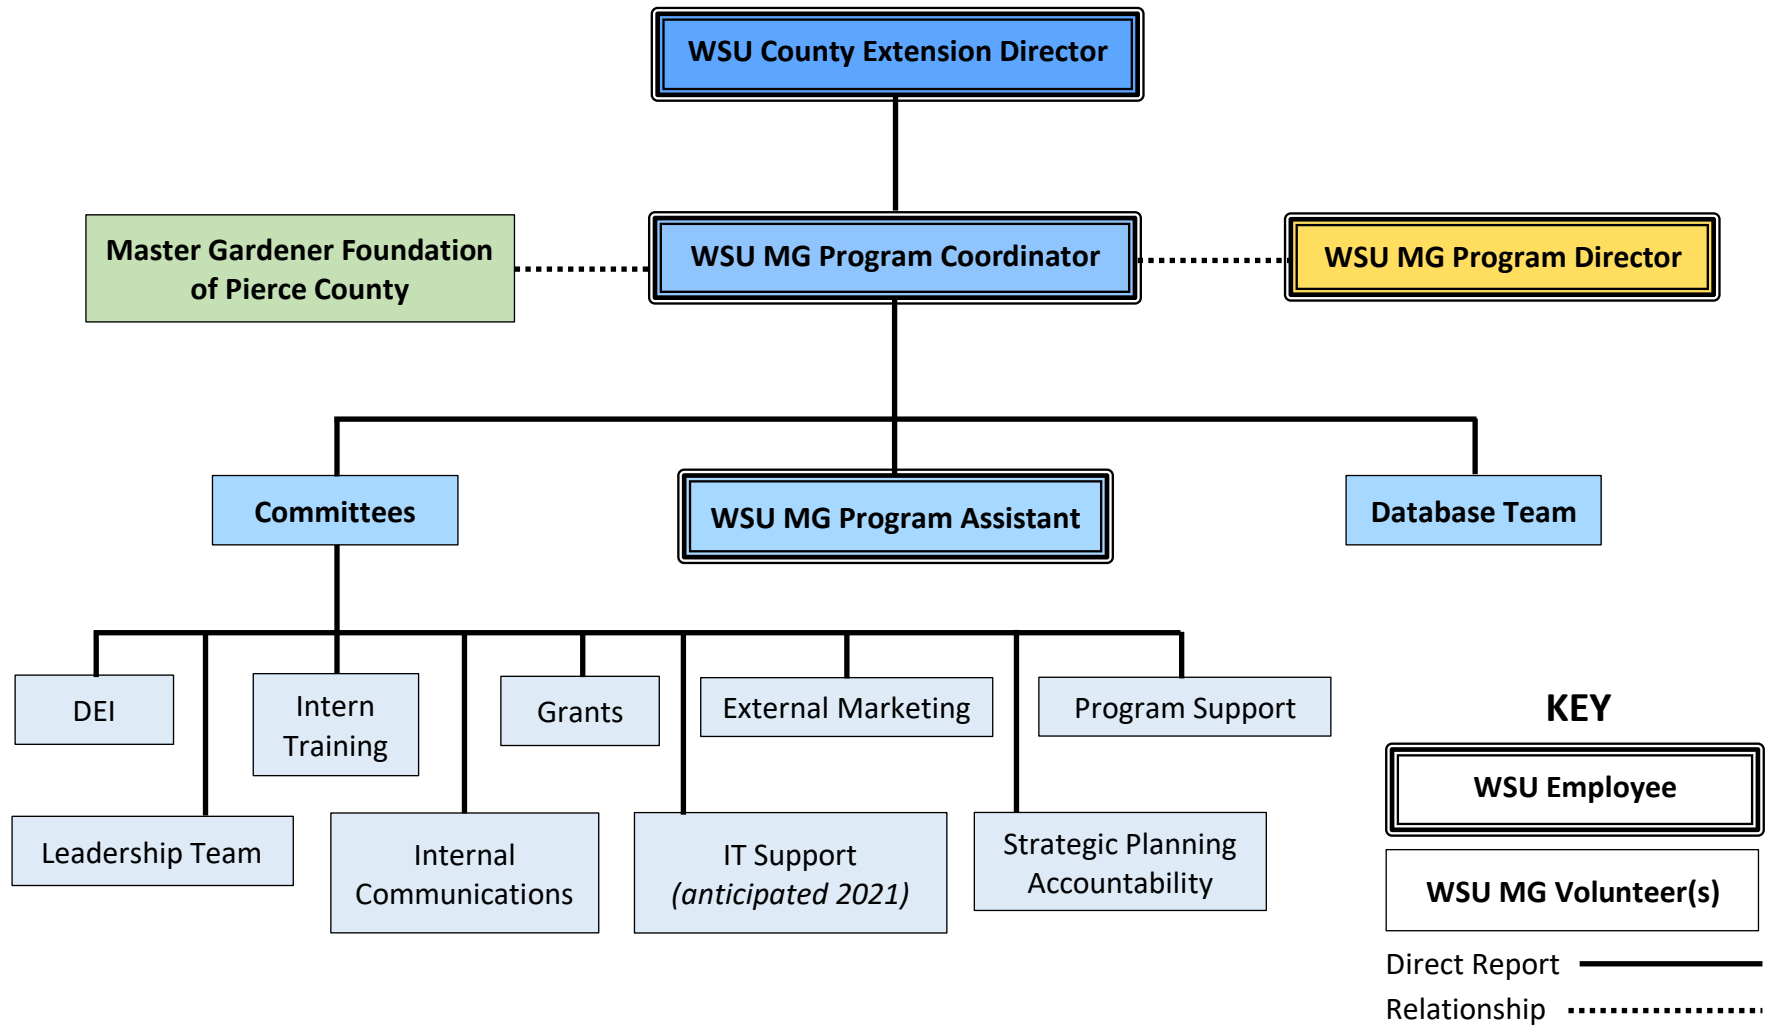 WSU County Extension Director
Master Gardener Foundation
of Pierce County
WSU MG Program Coordinator
WSU MG Program Director
Committees
WSU MG Program Assistant
Database Team
DEI
Intern
Training
Grants
External Marketing
Program Support
Leadership Team
Internal
Communications
IT Support
(anticipated 2021)
Strategic Planning
Accountability
KEY
WSU Employee
WSU MG Volunteer(s)
Direct Report
Relationship